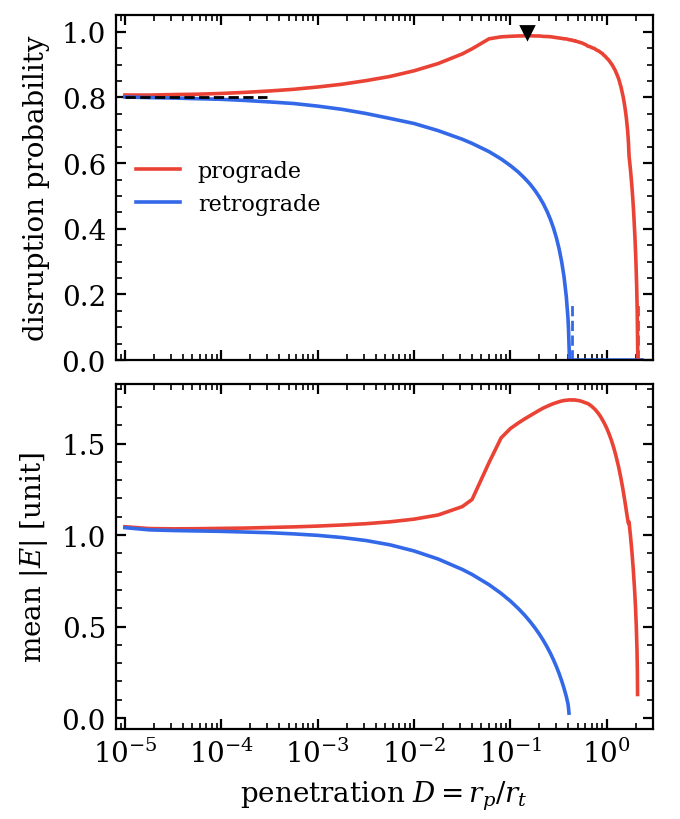 1.0
0.8
0.6
0.4
0.2
0.0
disruption probability
prograde
retrograde
1.5
1.0
0.5
0.0
mean |E| [unit]
10⁻⁵ 10⁻⁴ 10⁻³ 10⁻² 10⁻¹ 10⁰
penetration D = r_p/r_t